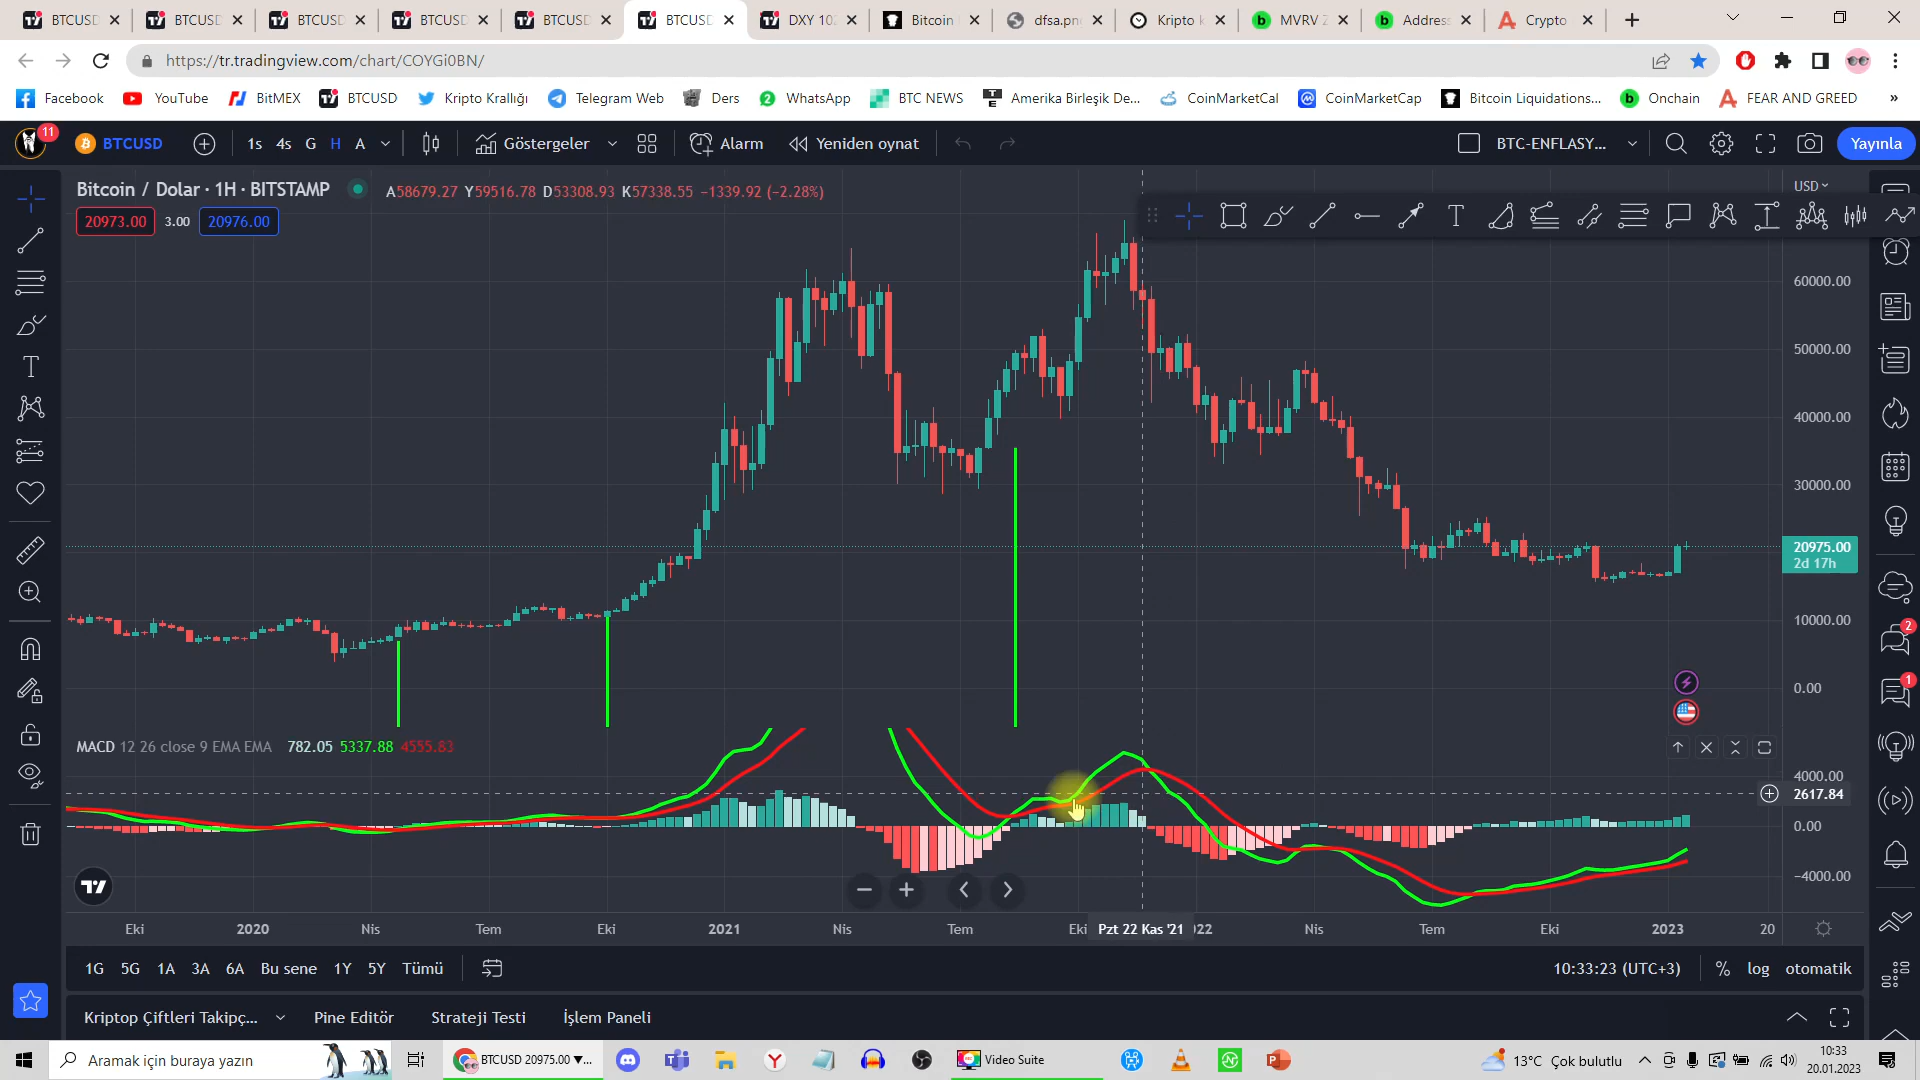 BTCUSD BTCUSD BTCUSD BTCUSD BTCUSD BTCUSD DXY 102 Bitcoin dfsa.png Kripto k MVRV Z Address Crypto
https://tr.tradingview.com/chart/COYGi0BN/
Facebook YouTube BitMEX BTCUSD Kripto Krallığı Telegram Web Ders WhatsApp BTC NEWS Amerika Birleşik De... CoinMarketCal CoinMarketCap Bitcoin Liquidations... Onchain FEAR AND GREED »
11 BTCUSD 1s 4s G H A Göstergeler Alarm Yeniden oynat BTC-ENFLASY... Yayınla
Bitcoin / Dolar · 1H · BITSTAMP A58679.27 Y59516.78 D53308.93 K57338.55 −1339.92 (−2.28%)
USD
20973.00 3.00 20976.00
60000.00
50000.00
40000.00
30000.00
20975.00
2d 17h
10000.00
0.00
2
1
MACD 12 26 close 9 EMA EMA 782.05 5337.88 4555.83
4000.00
2617.84
0.00
−4000.00
Eki 2020 Nis Tem Eki 2021 Nis Tem Eki Pzt 22 Kas '21 022 Nis Tem Eki 2023 20
1G 5G 1A 3A 6A Bu sene 1Y 5Y Tümü 10:33:23 (UTC+3) % log otomatik
Kriptop Çiftleri Takipç... Pine Editör Strateji Testi İşlem Paneli
Aramak için buraya yazın BTCUSD 20975.00 ▼... Video Suite 13°C Çok bulutlu 10:33
20.01.2023